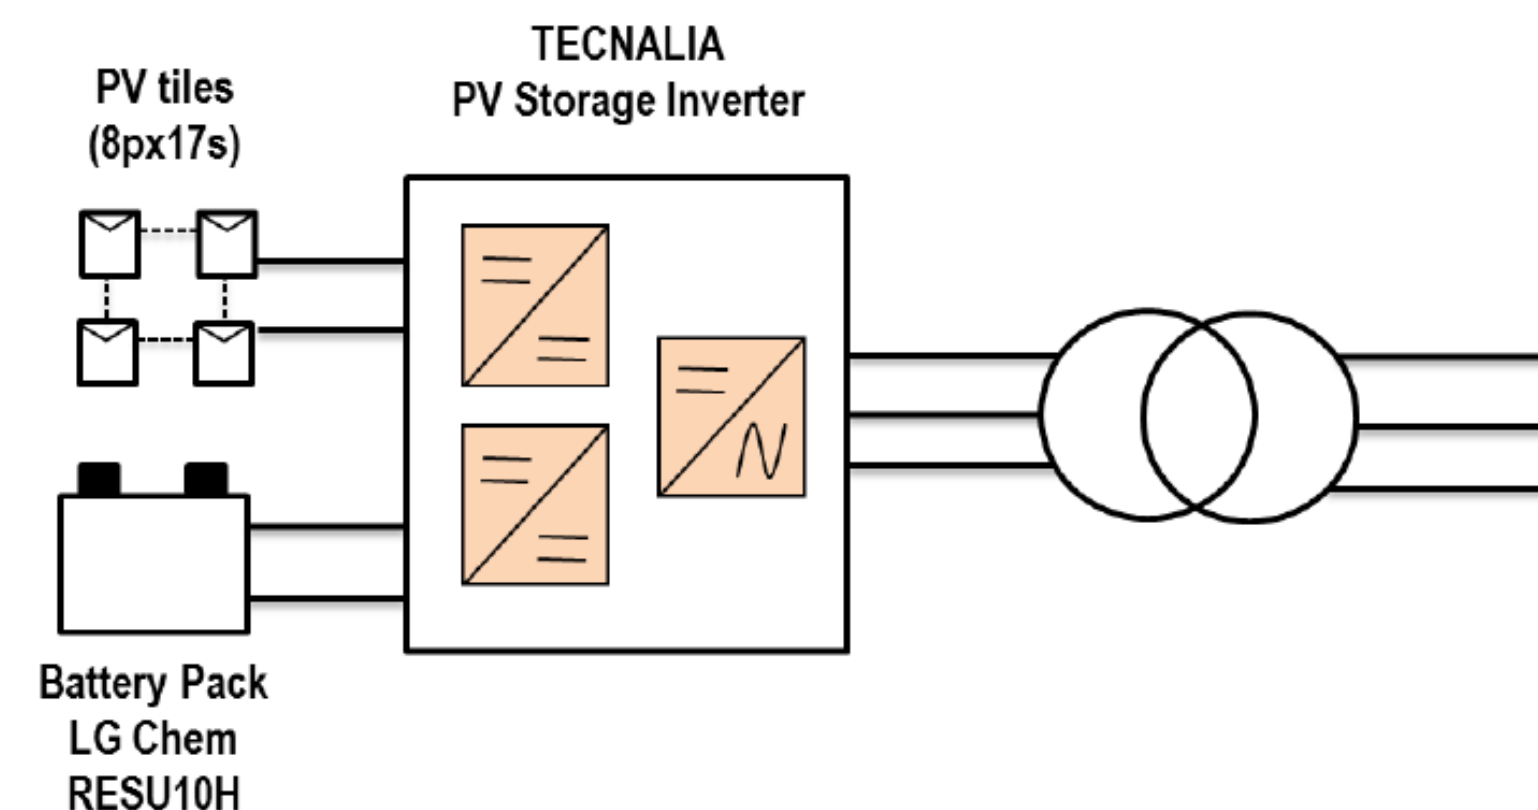 TECNALIA
PV Storage Inverter
PV tiles
(8px17s)
Battery Pack
LG Chem
RESU10H